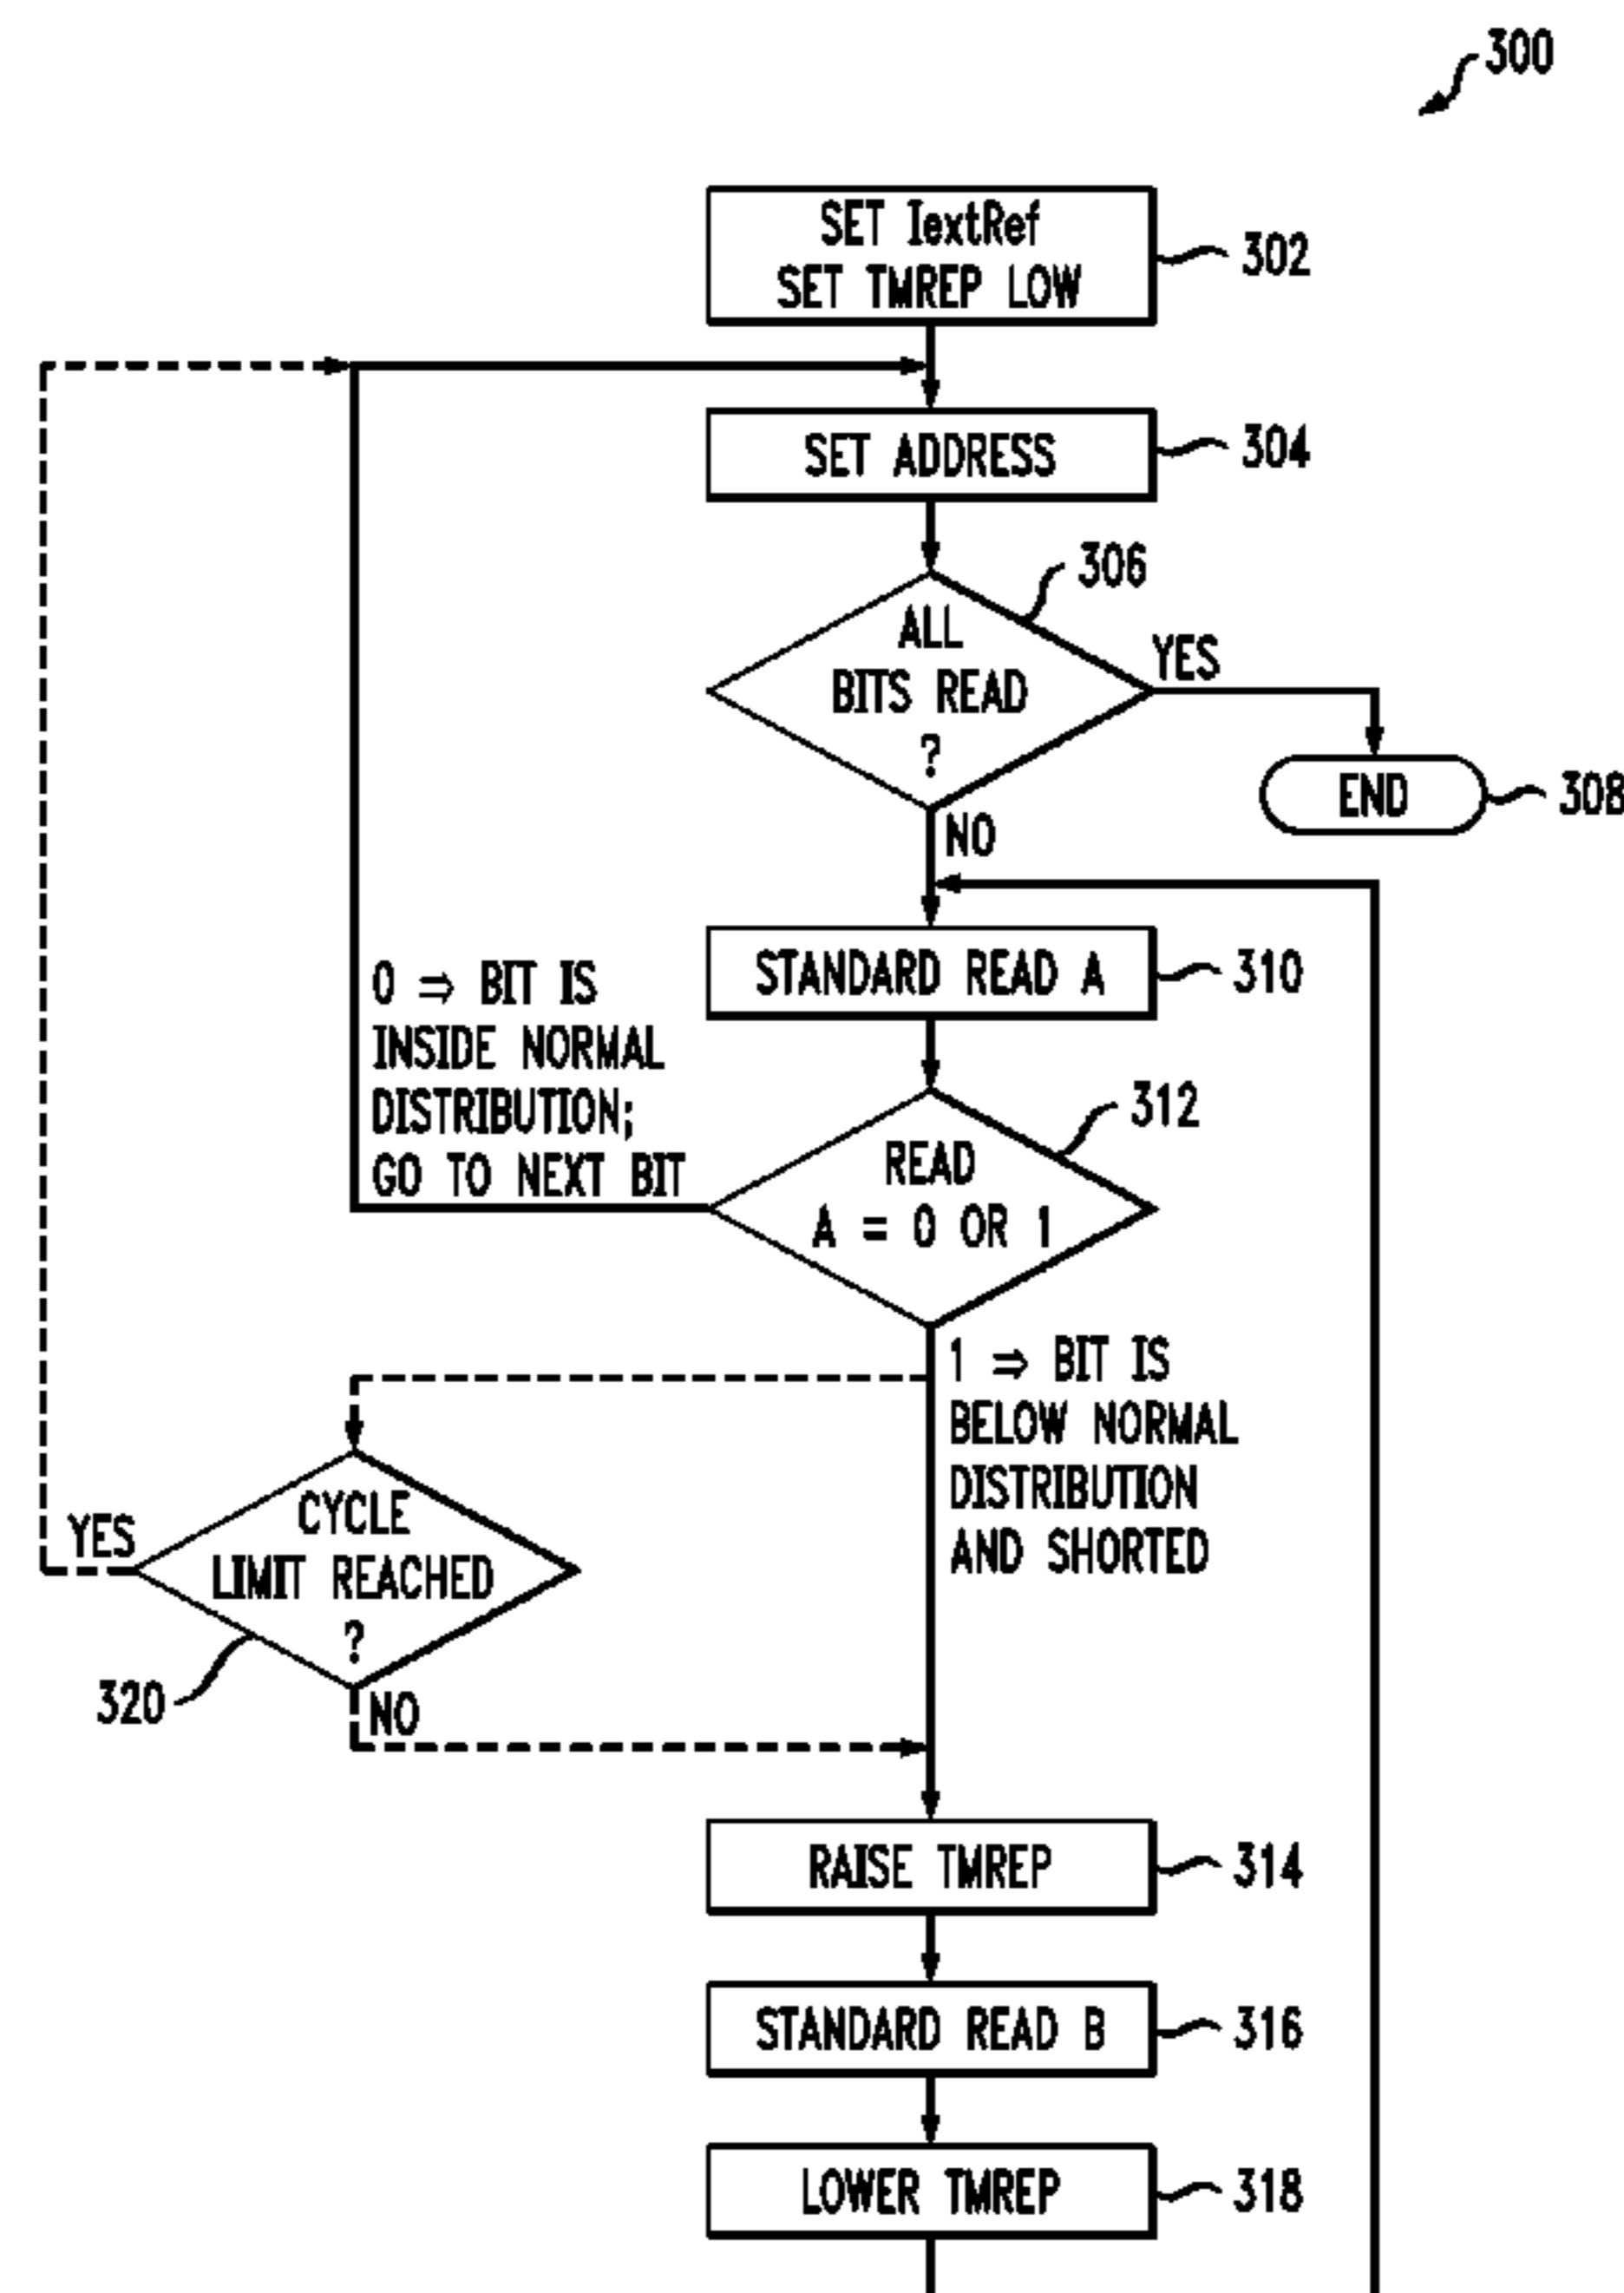 300
SET IextRef
SET TMREP LOW
302
SET ADDRESS
304
306
ALL
BITS READ
?
YES
END
308
NO
STANDARD READ A
310
0 ⇒ BIT IS
INSIDE NORMAL
DISTRIBUTION;
GO TO NEXT BIT
312
READ
A = 0 OR 1
1 ⇒ BIT IS
BELOW NORMAL
DISTRIBUTION
AND SHORTED
CYCLE
LIMIT REACHED
?
YES
320
NO
RAISE TMREP
314
STANDARD READ B
316
LOWER TMREP
318